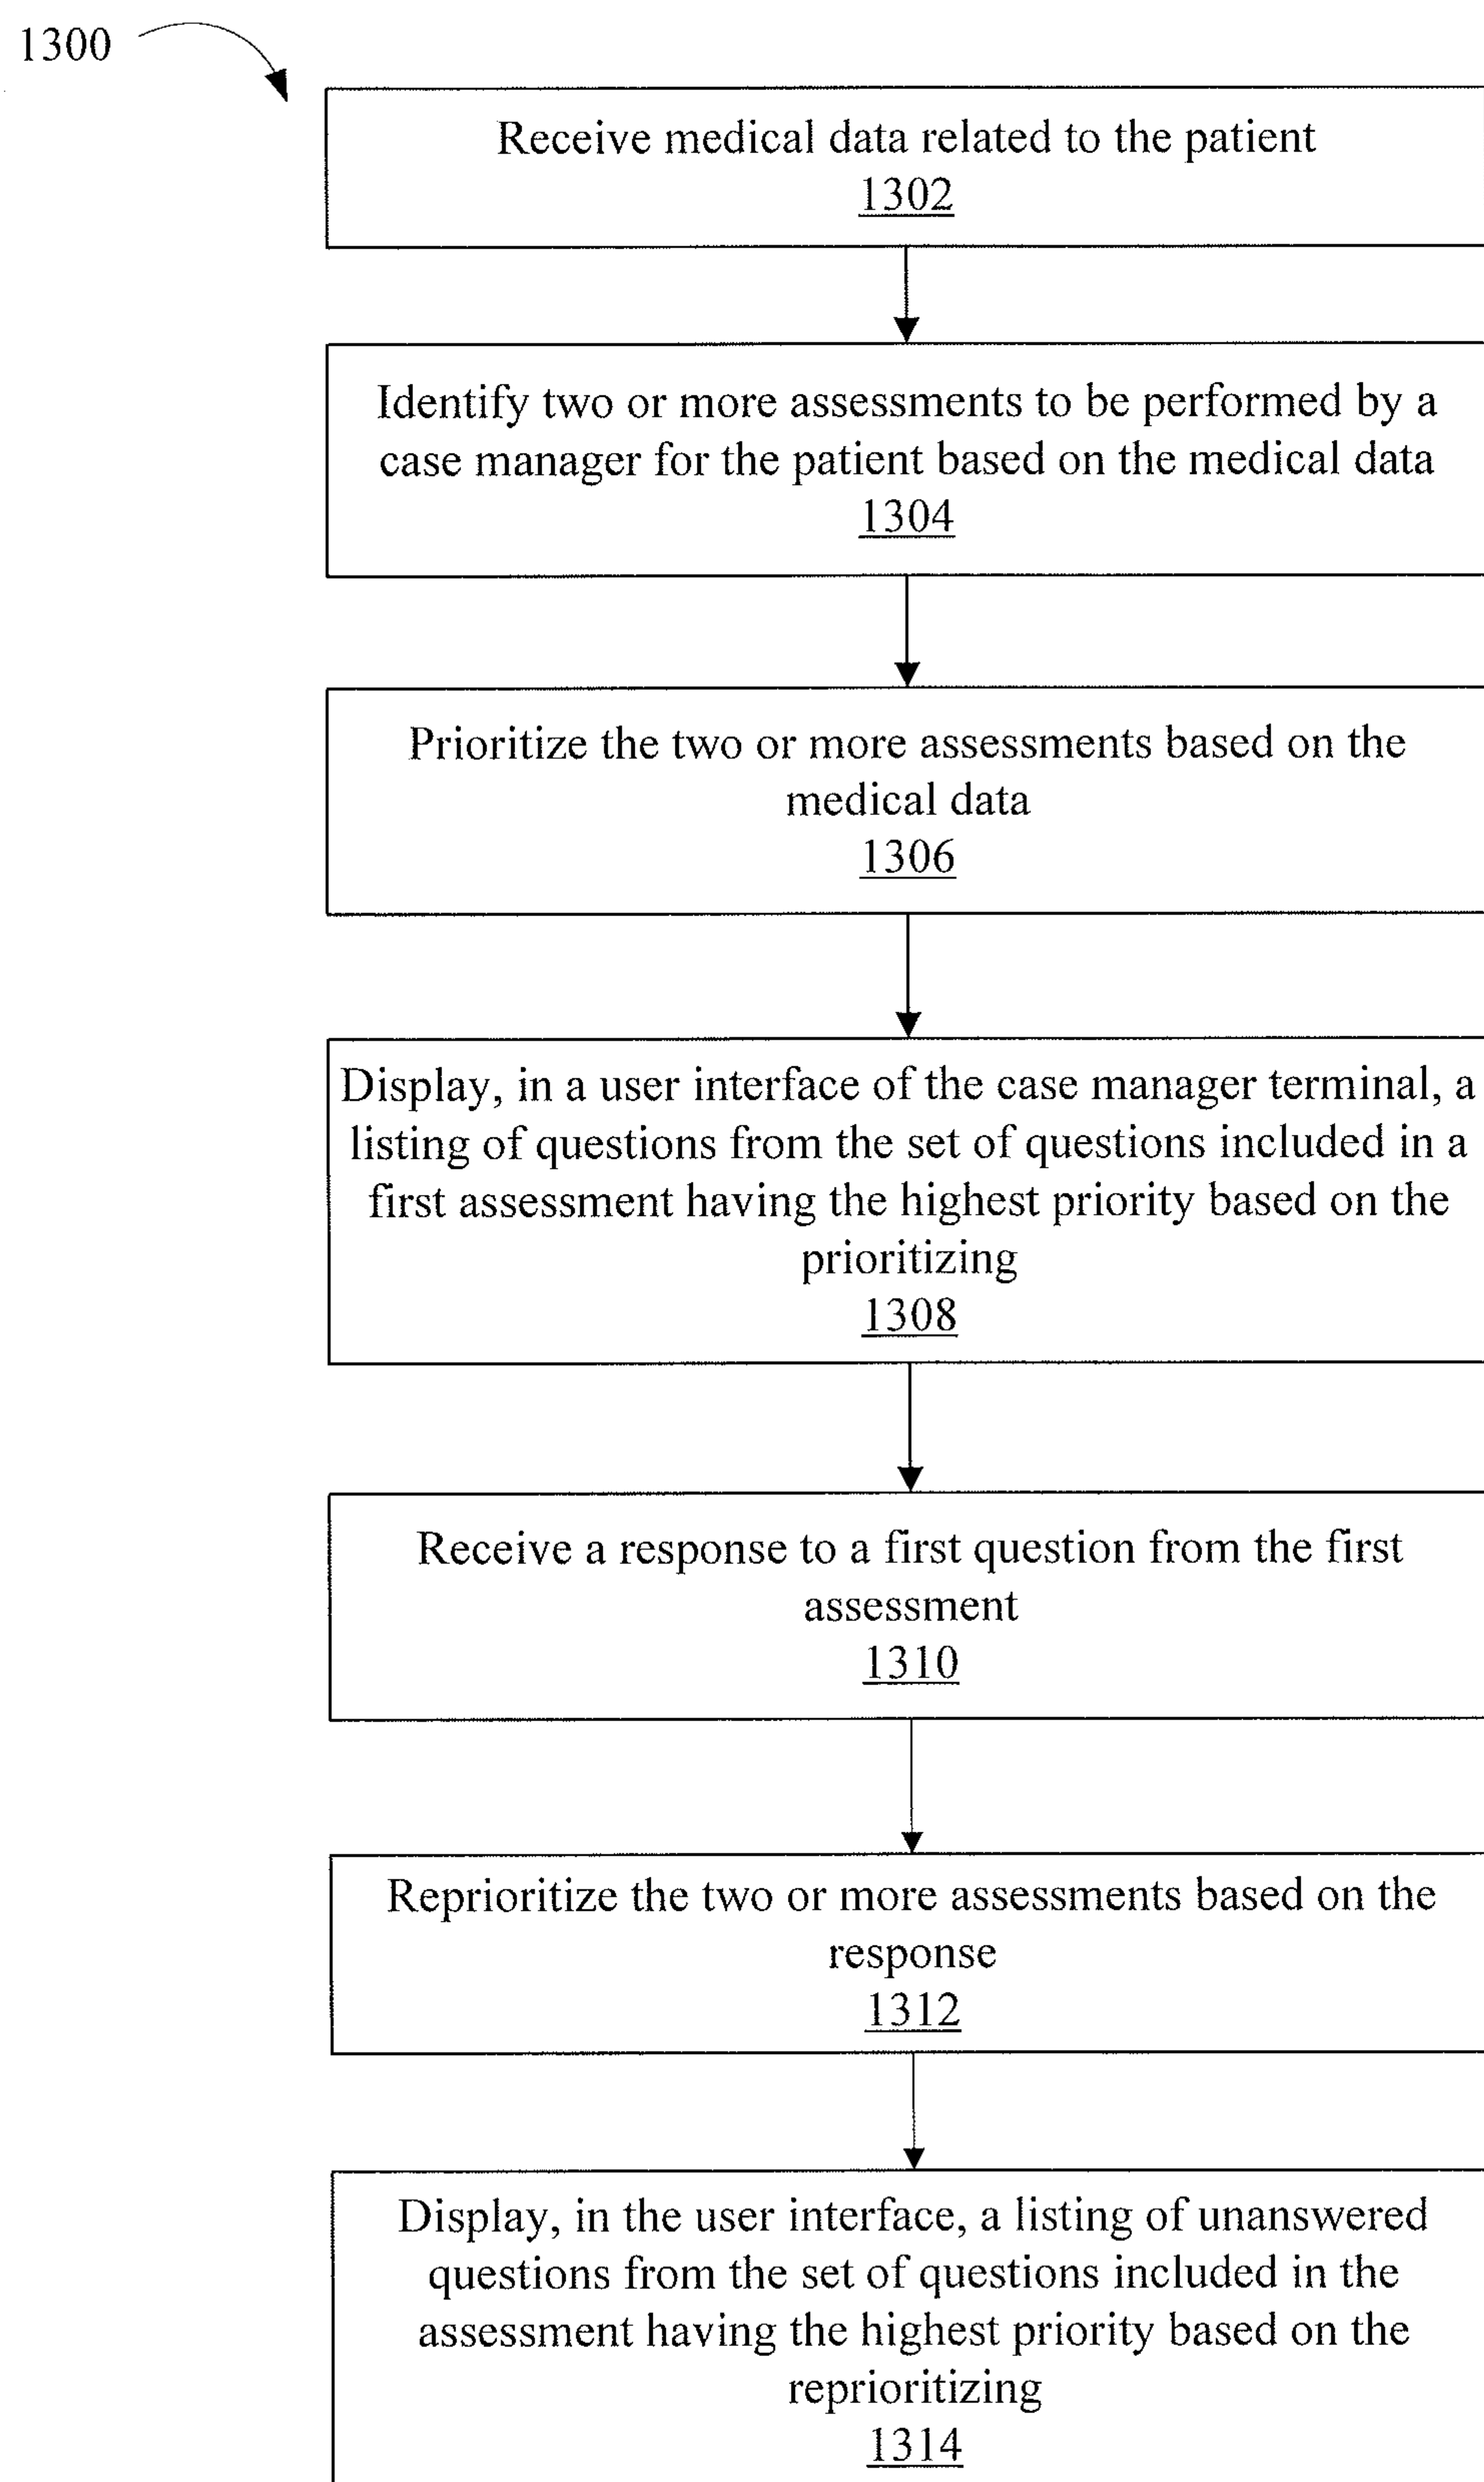 1300
Receive medical data related to the patient
1302
Identify two or more assessments to be performed by a
case manager for the patient based on the medical data
1304
Prioritize the two or more assessments based on the
medical data
1306
Display, in a user interface of the case manager terminal, a
listing of questions from the set of questions included in a
first assessment having the highest priority based on the
prioritizing
1308
Receive a response to a first question from the first
assessment
1310
Reprioritize the two or more assessments based on the
response
1312
Display, in the user interface, a listing of unanswered
questions from the set of questions included in the
assessment having the highest priority based on the
reprioritizing
1314